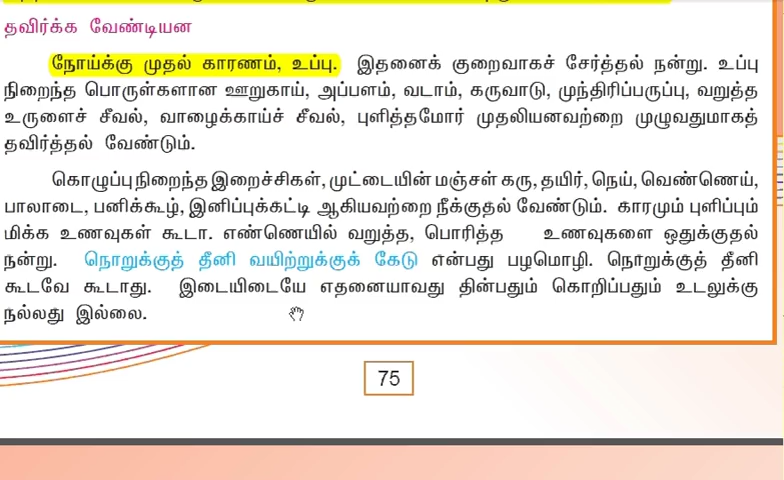 தவிர்க்க வேண்டியன
நோய்க்கு முதல் காரணம், உப்பு. இதனைக் குறைவாகச் சேர்த்தல் நன்று. உப்பு
நிறைந்த பொருள்களான ஊறுகாய், அப்பளம், வடாம், கருவாடு, முந்திரிப்பருப்பு, வறுத்த
உருளைச் சீவல், வாழைக்காய்ச் சீவல், புளித்தமோர் முதலியனவற்றை முழுவதுமாகத்
தவிர்த்தல் வேண்டும்.
கொழுப்பு நிறைந்த இறைச்சிகள், முட்டையின் மஞ்சள் கரு, தயிர், நெய், வெண்ணெய்,
பாலாடை, பனிக்கூழ், இனிப்புக்கட்டி ஆகியவற்றை நீக்குதல் வேண்டும். காரமும் புளிப்பும்
மிக்க உணவுகள் கூடா. எண்ணெயில் வறுத்த, பொரித்த உணவுகளை ஒதுக்குதல்
நன்று. நொறுக்குத் தீனி வயிற்றுக்குக் கேடு என்பது பழமொழி. நொறுக்குத் தீனி
கூடவே கூடாது. இடையிடையே எதனையாவது தின்பதும் கொறிப்பதும் உடலுக்கு
நல்லது இல்லை.
75